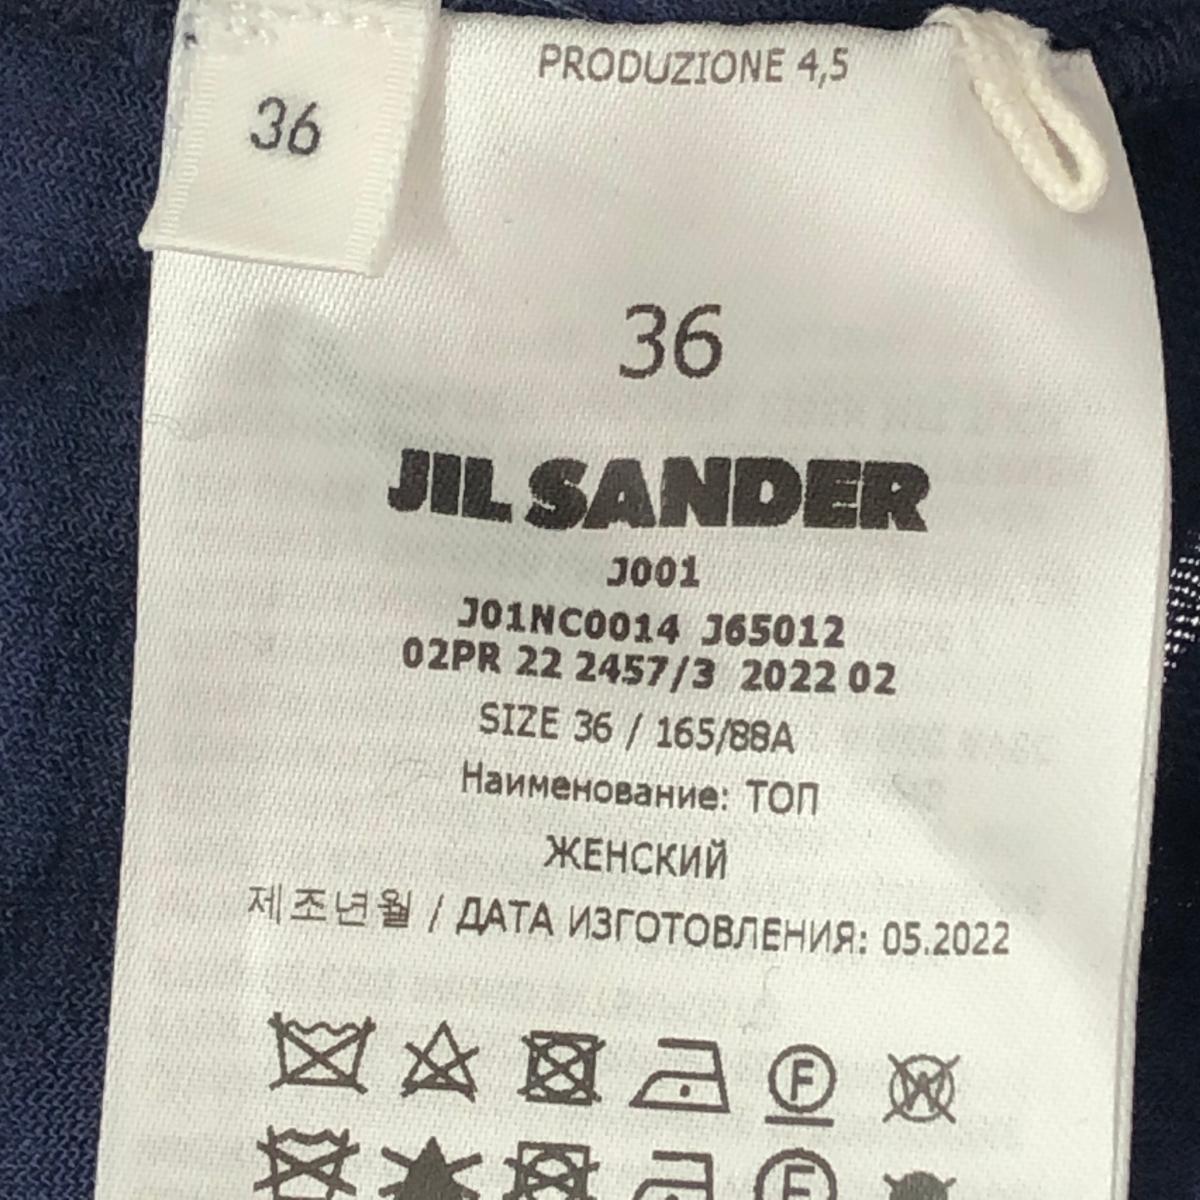 PRODUZIONE 4,5
36
36
JIL SANDER
J001
J01NC0014 J65012
02PR 22 2457/3 2022 02
SIZE 36 / 165/88A
Наименование: ТОП
ЖЕНСКИЙ
제조년월 / ДАТА ИЗГОТОВЛЕНИЯ: 05.2022
F W
F